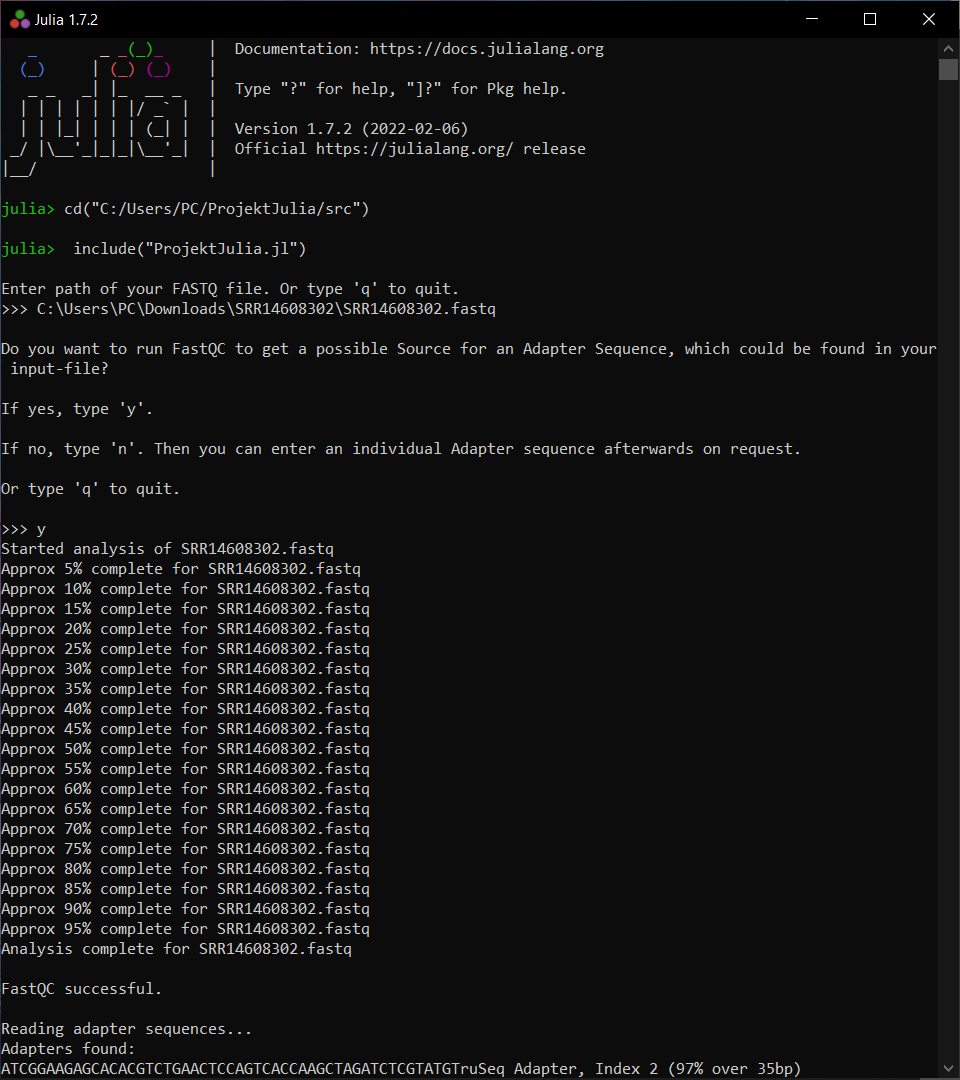 Julia 1.7.2
Documentation: https://docs.julialang.org
Type "?" for help, "]?" for Pkg help.
Version 1.7.2 (2022-02-06)
Official https://julialang.org/ release
julia> cd("C:/Users/PC/ProjektJulia/src")
julia>  include("ProjektJulia.jl")
Enter path of your FASTQ file. Or type 'q' to quit.
>>> C:\Users\PC\Downloads\SRR14608302\SRR14608302.fastq
Do you want to run FastQC to get a possible Source for an Adapter Sequence, which could be found in your
input-file?
If yes, type 'y'.
If no, type 'n'. Then you can enter an individual Adapter sequence afterwards on request.
Or type 'q' to quit.
>>> y
Started analysis of SRR14608302.fastq
Approx 5% complete for SRR14608302.fastq
Approx 10% complete for SRR14608302.fastq
Approx 15% complete for SRR14608302.fastq
Approx 20% complete for SRR14608302.fastq
Approx 25% complete for SRR14608302.fastq
Approx 30% complete for SRR14608302.fastq
Approx 35% complete for SRR14608302.fastq
Approx 40% complete for SRR14608302.fastq
Approx 45% complete for SRR14608302.fastq
Approx 50% complete for SRR14608302.fastq
Approx 55% complete for SRR14608302.fastq
Approx 60% complete for SRR14608302.fastq
Approx 65% complete for SRR14608302.fastq
Approx 70% complete for SRR14608302.fastq
Approx 75% complete for SRR14608302.fastq
Approx 80% complete for SRR14608302.fastq
Approx 85% complete for SRR14608302.fastq
Approx 90% complete for SRR14608302.fastq
Approx 95% complete for SRR14608302.fastq
Analysis complete for SRR14608302.fastq
FastQC successful.
Reading adapter sequences...
Adapters found:
ATCGGAAGAGCACACGTCTGAACTCCAGTCACCAAGCTAGATCTCGTATGTruSeq Adapter, Index 2 (97% over 35bp)